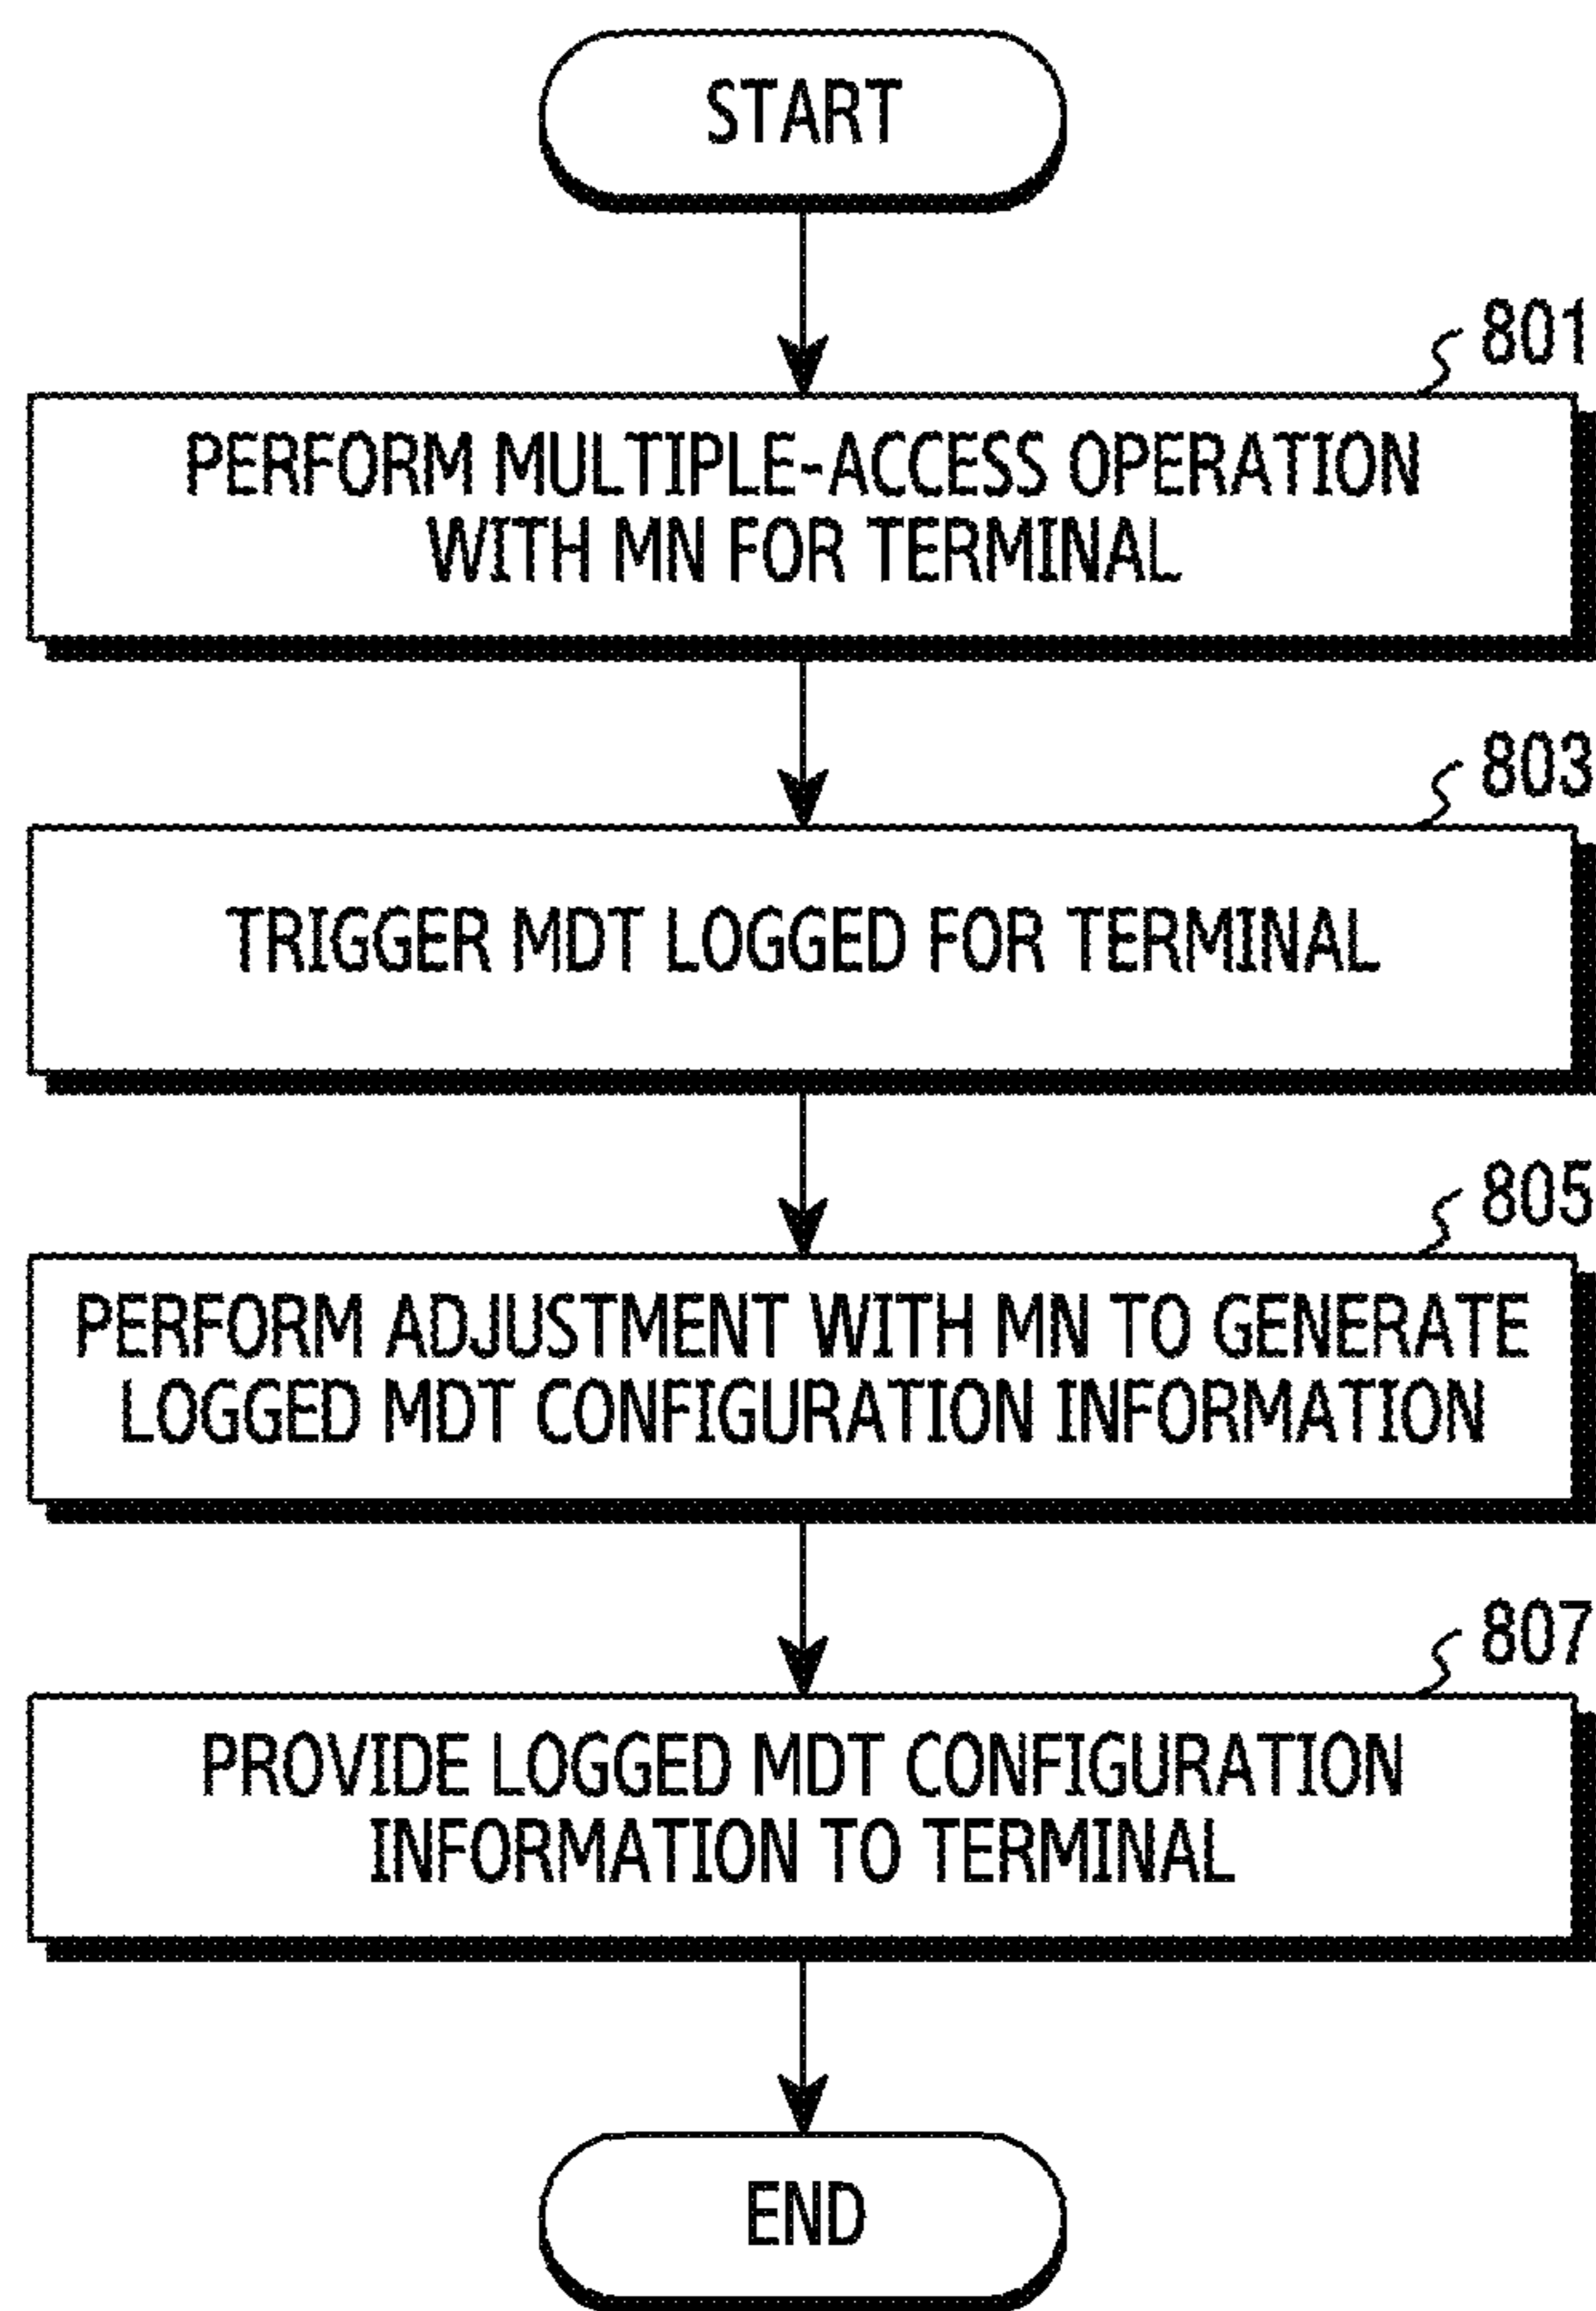 START
801
PERFORM MULTIPLE-ACCESS OPERATION
WITH MN FOR TERMINAL
803
TRIGGER MDT LOGGED FOR TERMINAL
805
PERFORM ADJUSTMENT WITH MN TO GENERATE
LOGGED MDT CONFIGURATION INFORMATION
807
PROVIDE LOGGED MDT CONFIGURATION
INFORMATION TO TERMINAL
END